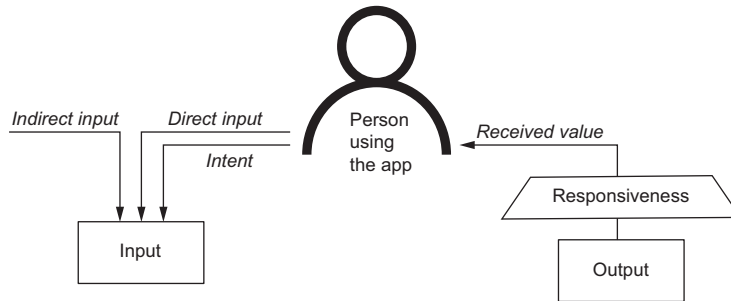 Indirect input
Direct input
Intent
Person
using
the app
Received value
Responsiveness
Input
Output